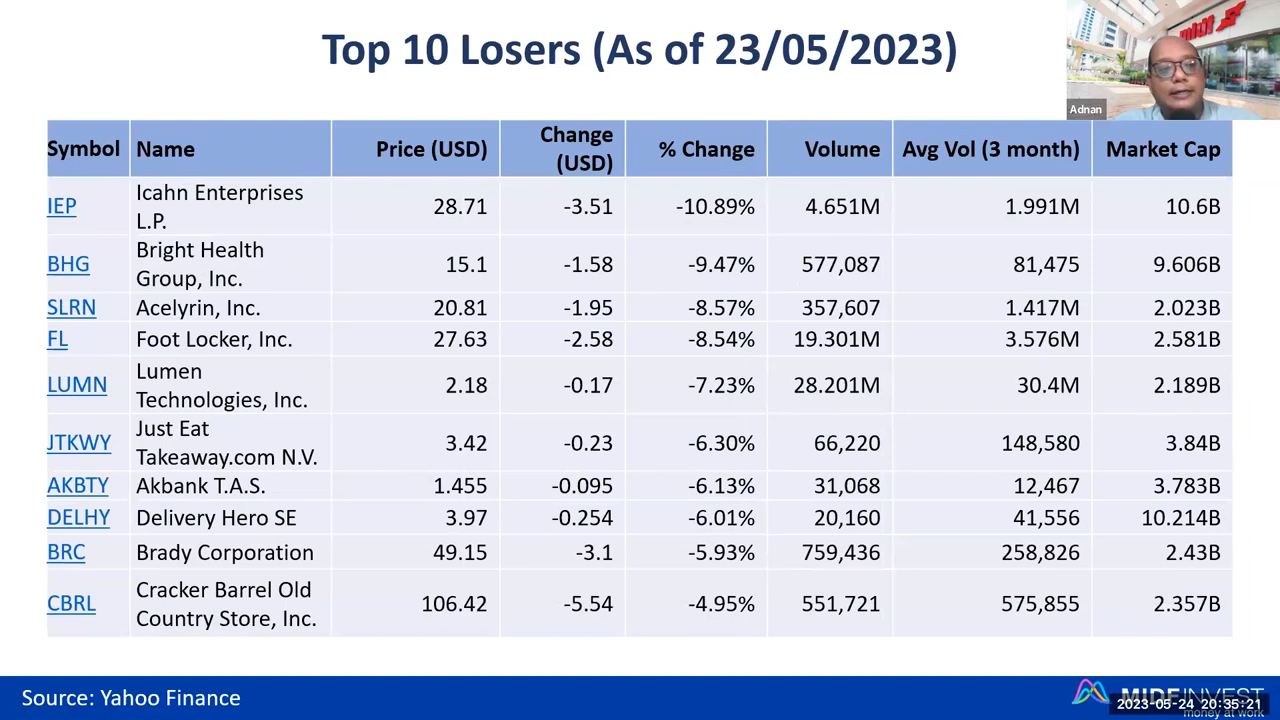 Top 10 Losers (As of 23/05/2023)
Adnan
Symbol Name Price (USD) Change (USD) % Change Volume Avg Vol (3 month) Market Cap
IEP Icahn Enterprises L.P. 28.71 -3.51 -10.89% 4.651M 1.991M 10.6B
BHG Bright Health Group, Inc. 15.1 -1.58 -9.47% 577,087 81,475 9.606B
SLRN Acelyrin, Inc. 20.81 -1.95 -8.57% 357,607 1.417M 2.023B
FL Foot Locker, Inc. 27.63 -2.58 -8.54% 19.301M 3.576M 2.581B
LUMN Lumen Technologies, Inc. 2.18 -0.17 -7.23% 28.201M 30.4M 2.189B
JTKWY Just Eat Takeaway.com N.V. 3.42 -0.23 -6.30% 66,220 148,580 3.84B
AKBTY Akbank T.A.S. 1.455 -0.095 -6.13% 31,068 12,467 3.783B
DELHY Delivery Hero SE 3.97 -0.254 -6.01% 20,160 41,556 10.214B
BRC Brady Corporation 49.15 -3.1 -5.93% 759,436 258,826 2.43B
CBRL Cracker Barrel Old Country Store, Inc. 106.42 -5.54 -4.95% 551,721 575,855 2.357B
Source: Yahoo Finance
MIDF INVEST
2023-05-24 20:35:21
money at work